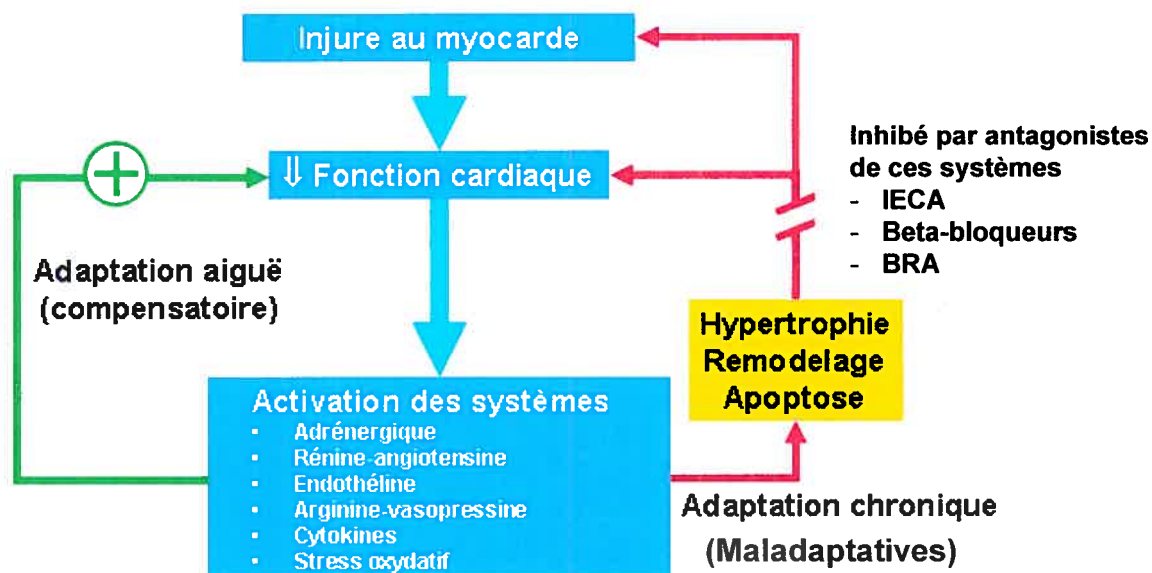 Injure au myocarde
⇓ Fonction cardiaque
Adaptation aiguë
(compensatoire)
Activation des systèmes
▪ Adrénergique
▪ Rénine-angiotensine
▪ Endothéline
▪ Arginine-vasopressine
▪ Cytokines
▪ Stress oxydatif
Inhibé par antagonistes
de ces systèmes
- IECA
- Beta-bloqueurs
- BRA
Hypertrophie
Remodelage
Apoptose
Adaptation chronique
(Maladaptatives)